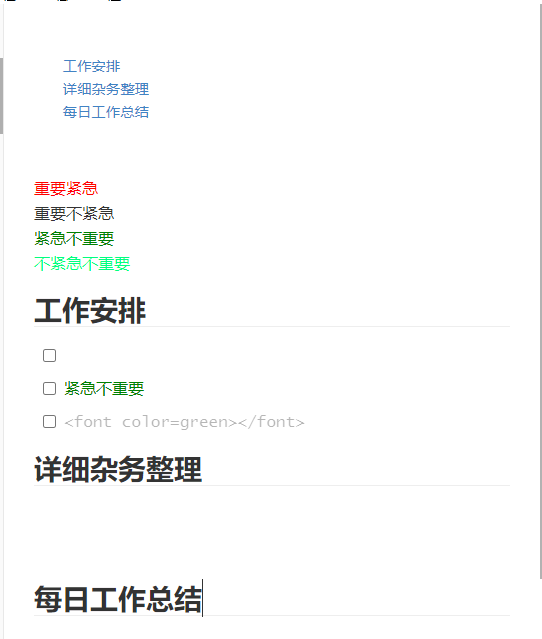 工作安排
详细杂务整理
每日工作总结
重要紧急
重要不紧急
紧急不重要
不紧急不重要
工作安排
紧急不重要
<font color=green></font>
详细杂务整理
每日工作总结